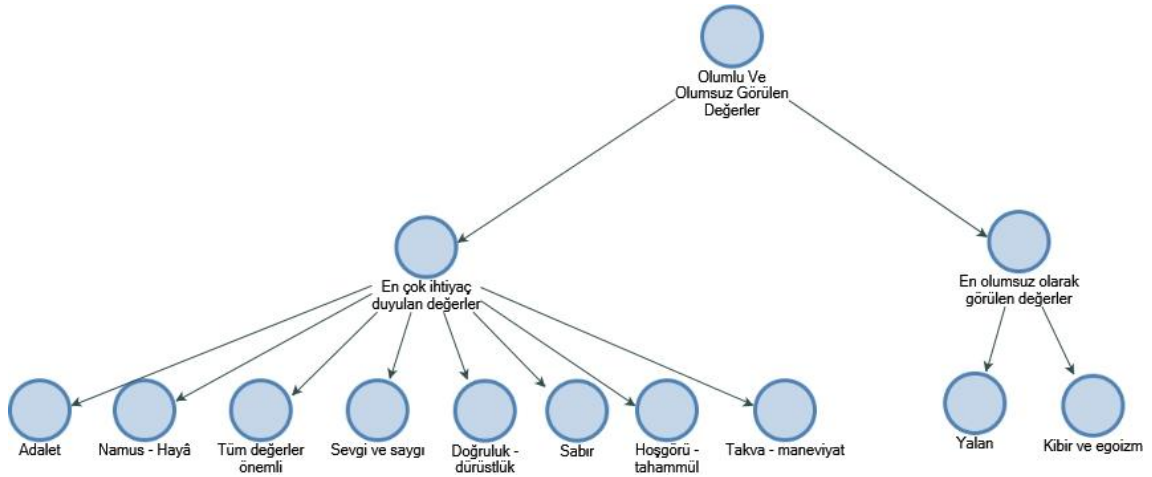 Olumlu Ve
Olumsuz Görülen
Değerler
En çok ihtiyaç
duyulan değerler
En olumsuz olarak
görülen değerler
Adalet
Namus - Hayâ
Tüm değerler
önemli
Sevgi ve saygı
Doğruluk -
dürüstlük
Sabır
Hoşgörü -
tahammül
Takva - maneviyat
Yalan
Kibir ve egoizm